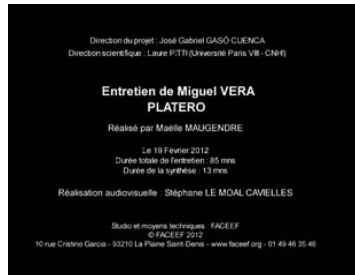 Direction du projet : José Gabriel GASÓ CUENCA
Direction scientifique : Laure PITTI (Université Paris VIII - CNHI)
Entretien de Miguel VERA
PLATERO
Réalisé par Maëlle MAUGENDRE
Le 19 Février 2012
Durée totale de l'entretien : 85 mns
Durée de la synthèse : 13 mns
Réalisation audiovisuelle : Stéphane LE MOAL CAVIELLES
Studio et moyens techniques : FACEEF
© FACEEF 2012
10 rue Cristino Garcia - 93210 La Plaine Saint-Denis - www.faceef.org - 01 49 46 35 46